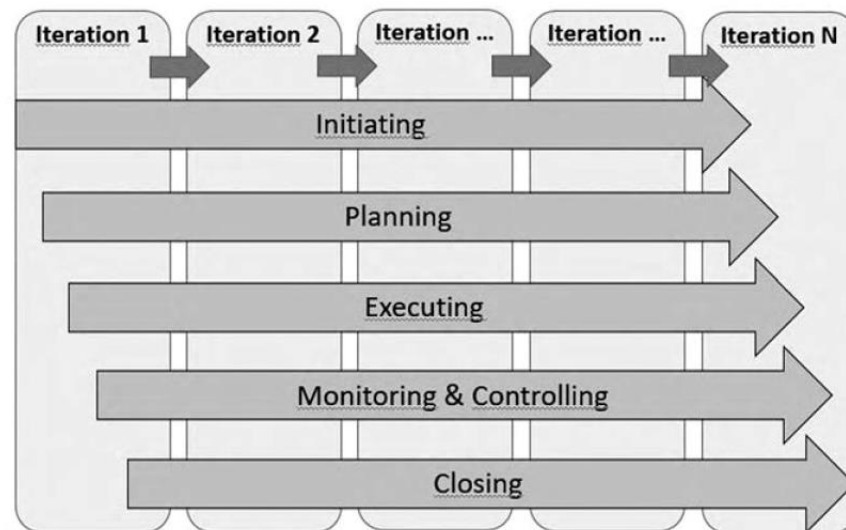 Iteration 1
Iteration 2
Iteration ...
Iteration ...
Iteration N
Initiating
Planning
Executing
Monitoring & Controlling
Closing